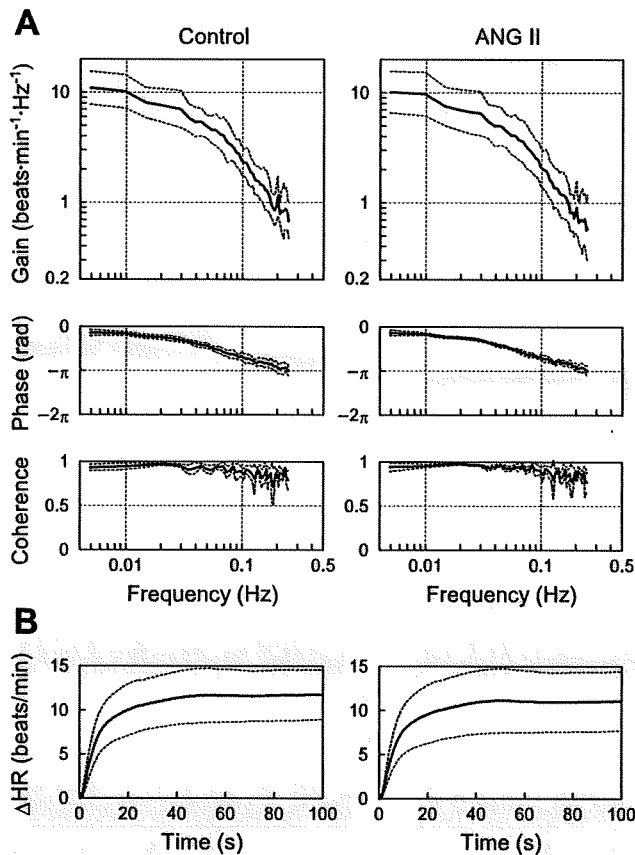 A
Control
ANG II
Gain (beats·min⁻¹·Hz⁻¹)
10
1
0.2
10
1
0.2
Phase (rad)
0
−π
−2π
0
−π
−2π
Coherence
1
0.5
0
1
0.5
0
0.01
0.1
0.5
0.01
0.1
0.5
Frequency (Hz)
Frequency (Hz)
B
ΔHR (beats/min)
15
10
5
0
15
10
5
0
0 20 40 60 80 100
0 20 40 60 80 100
Time (s)
Time (s)